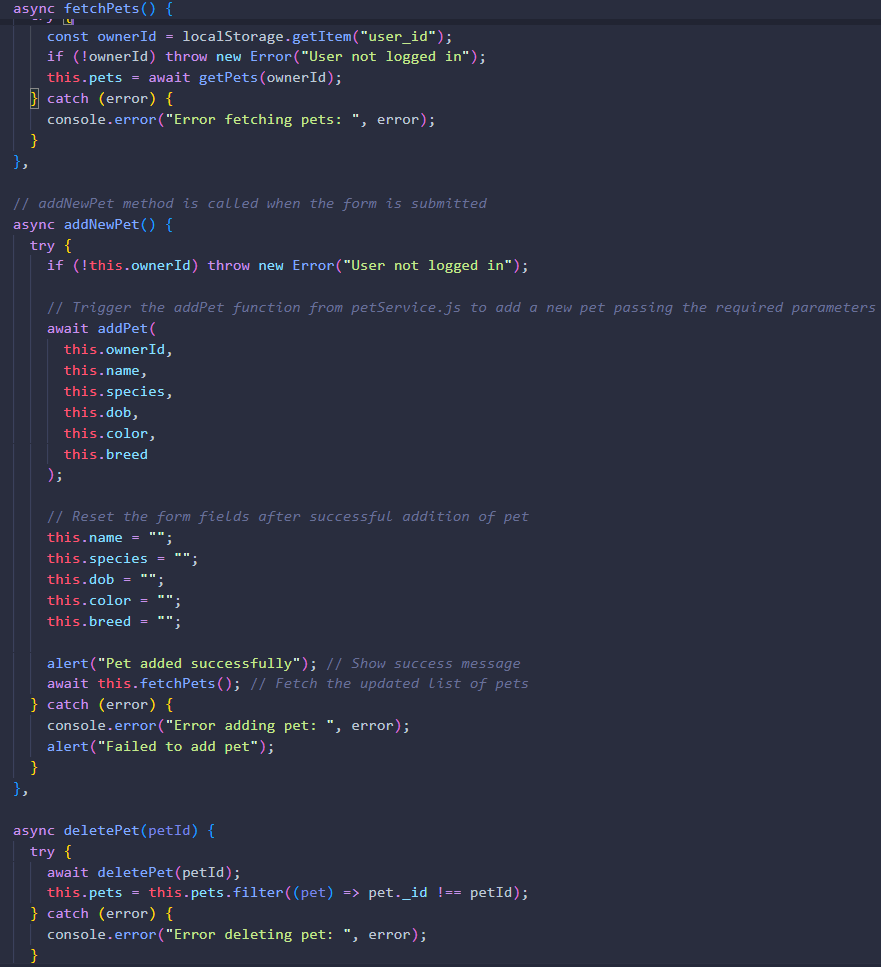 async fetchPets() {
try {
const ownerId = localStorage.getItem("user_id");
if (!ownerId) throw new Error("User not logged in");
this.pets = await getPets(ownerId);
} catch (error) {
console.error("Error fetching pets: ", error);
}
},
// addNewPet method is called when the form is submitted
async addNewPet() {
try {
if (!this.ownerId) throw new Error("User not logged in");
// Trigger the addPet function from petService.js to add a new pet passing the required parameters
await addPet(
this.ownerId,
this.name,
this.species,
this.dob,
this.color,
this.breed
);
// Reset the form fields after successful addition of pet
this.name = "";
this.species = "";
this.dob = "";
this.color = "";
this.breed = "";
alert("Pet added successfully"); // Show success message
await this.fetchPets(); // Fetch the updated list of pets
} catch (error) {
console.error("Error adding pet: ", error);
alert("Failed to add pet");
}
},
async deletePet(petId) {
try {
await deletePet(petId);
this.pets = this.pets.filter((pet) => pet._id !== petId);
} catch (error) {
console.error("Error deleting pet: ", error);
}